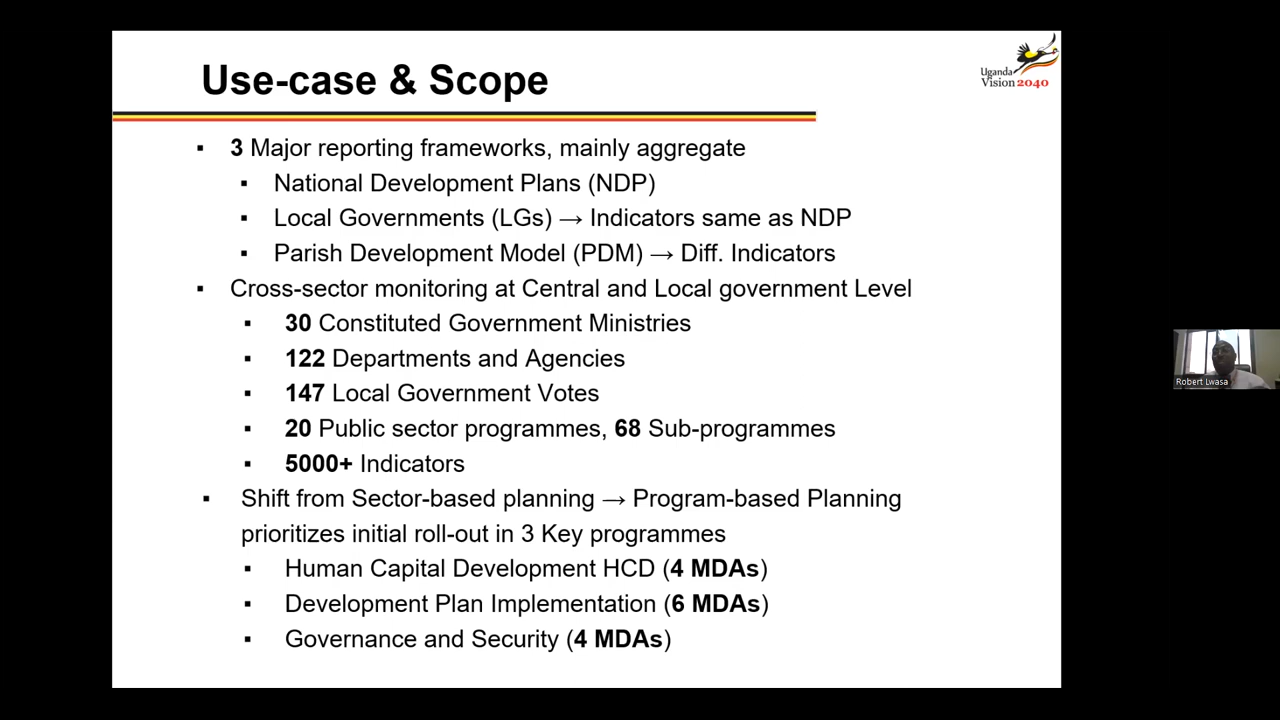 Use-case & Scope
Uganda
Vision 2040
▪ 3 Major reporting frameworks, mainly aggregate
▪ National Development Plans (NDP)
▪ Local Governments (LGs) → Indicators same as NDP
▪ Parish Development Model (PDM) → Diff. Indicators
▪ Cross-sector monitoring at Central and Local government Level
▪ 30 Constituted Government Ministries
▪ 122 Departments and Agencies
▪ 147 Local Government Votes
▪ 20 Public sector programmes, 68 Sub-programmes
▪ 5000+ Indicators
▪ Shift from Sector-based planning → Program-based Planning
prioritizes initial roll-out in 3 Key programmes
▪ Human Capital Development HCD (4 MDAs)
▪ Development Plan Implementation (6 MDAs)
▪ Governance and Security (4 MDAs)
Robert Lwasa